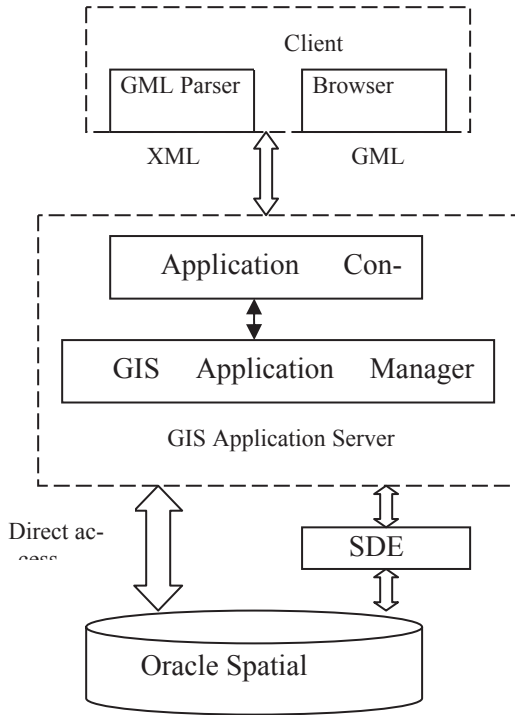 Client
GML Parser
Browser
XML
GML
Application Con-
GIS Application Manager
GIS Application Server
Direct ac-
cess
SDE
Oracle Spatial